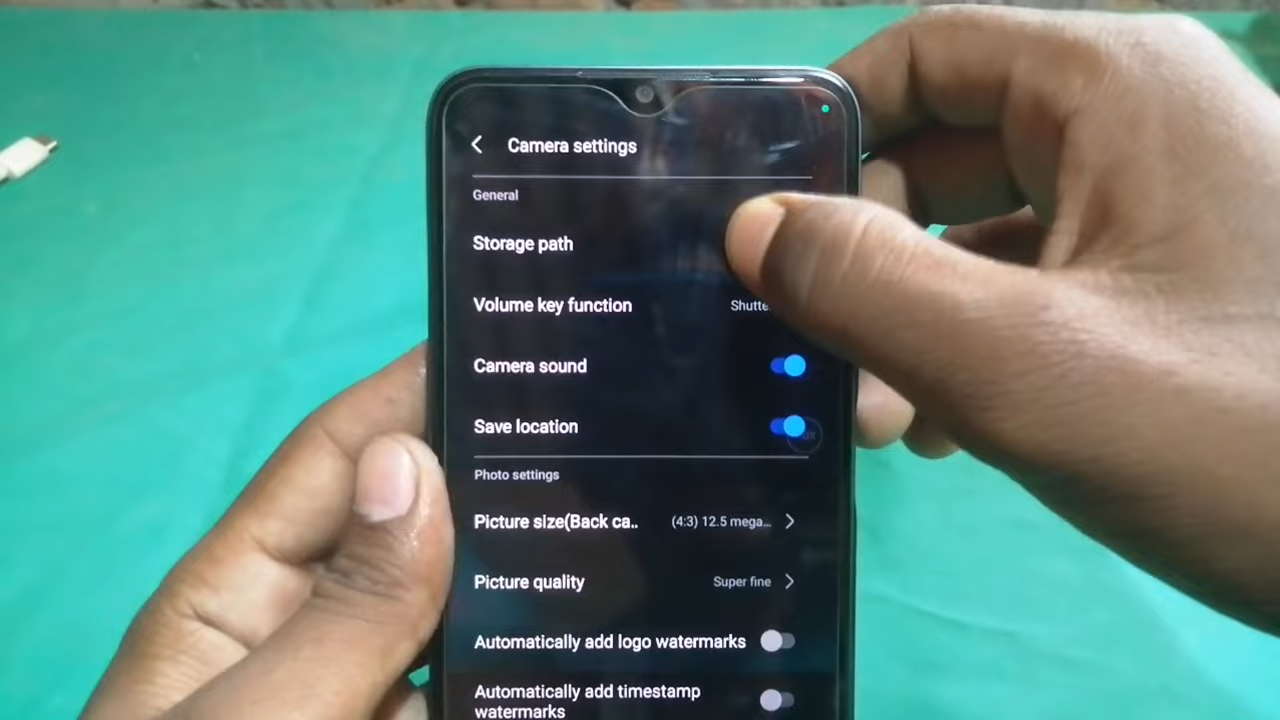 Camera settings
General
Storage path
Volume key function
Camera sound
Save location
Photo settings
Picture size(Back ca.. (4:3) 12.5 mega...
Picture quality Super fine
Automatically add logo watermarks
Automatically add timestamp
watermarks